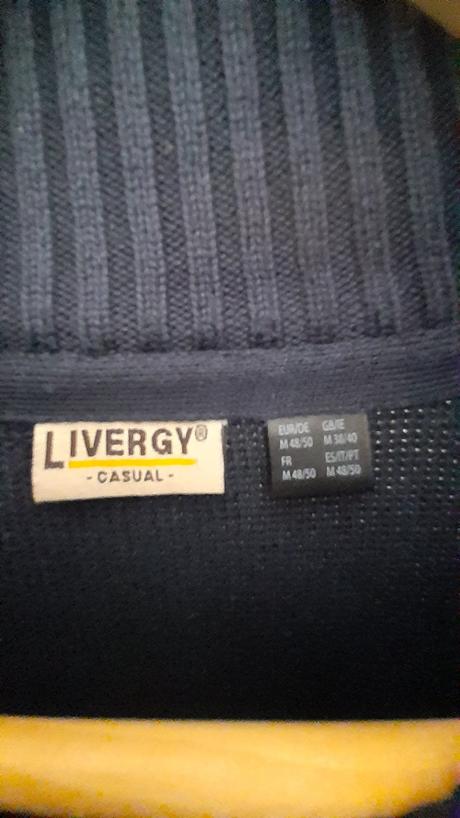 LIVERGY®
- CASUAL -
EUR/DE GB/IE
M 48/50 M 38/40
FR ES/IT/PT
M 48/50 M 48/50